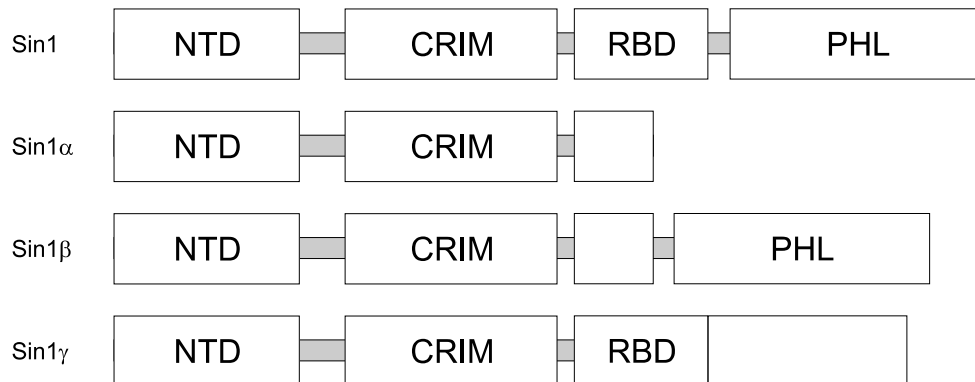 Sin1 NTD CRIM RBD PHL
Sin1α NTD CRIM
Sin1β NTD CRIM PHL
Sin1γ NTD CRIM RBD